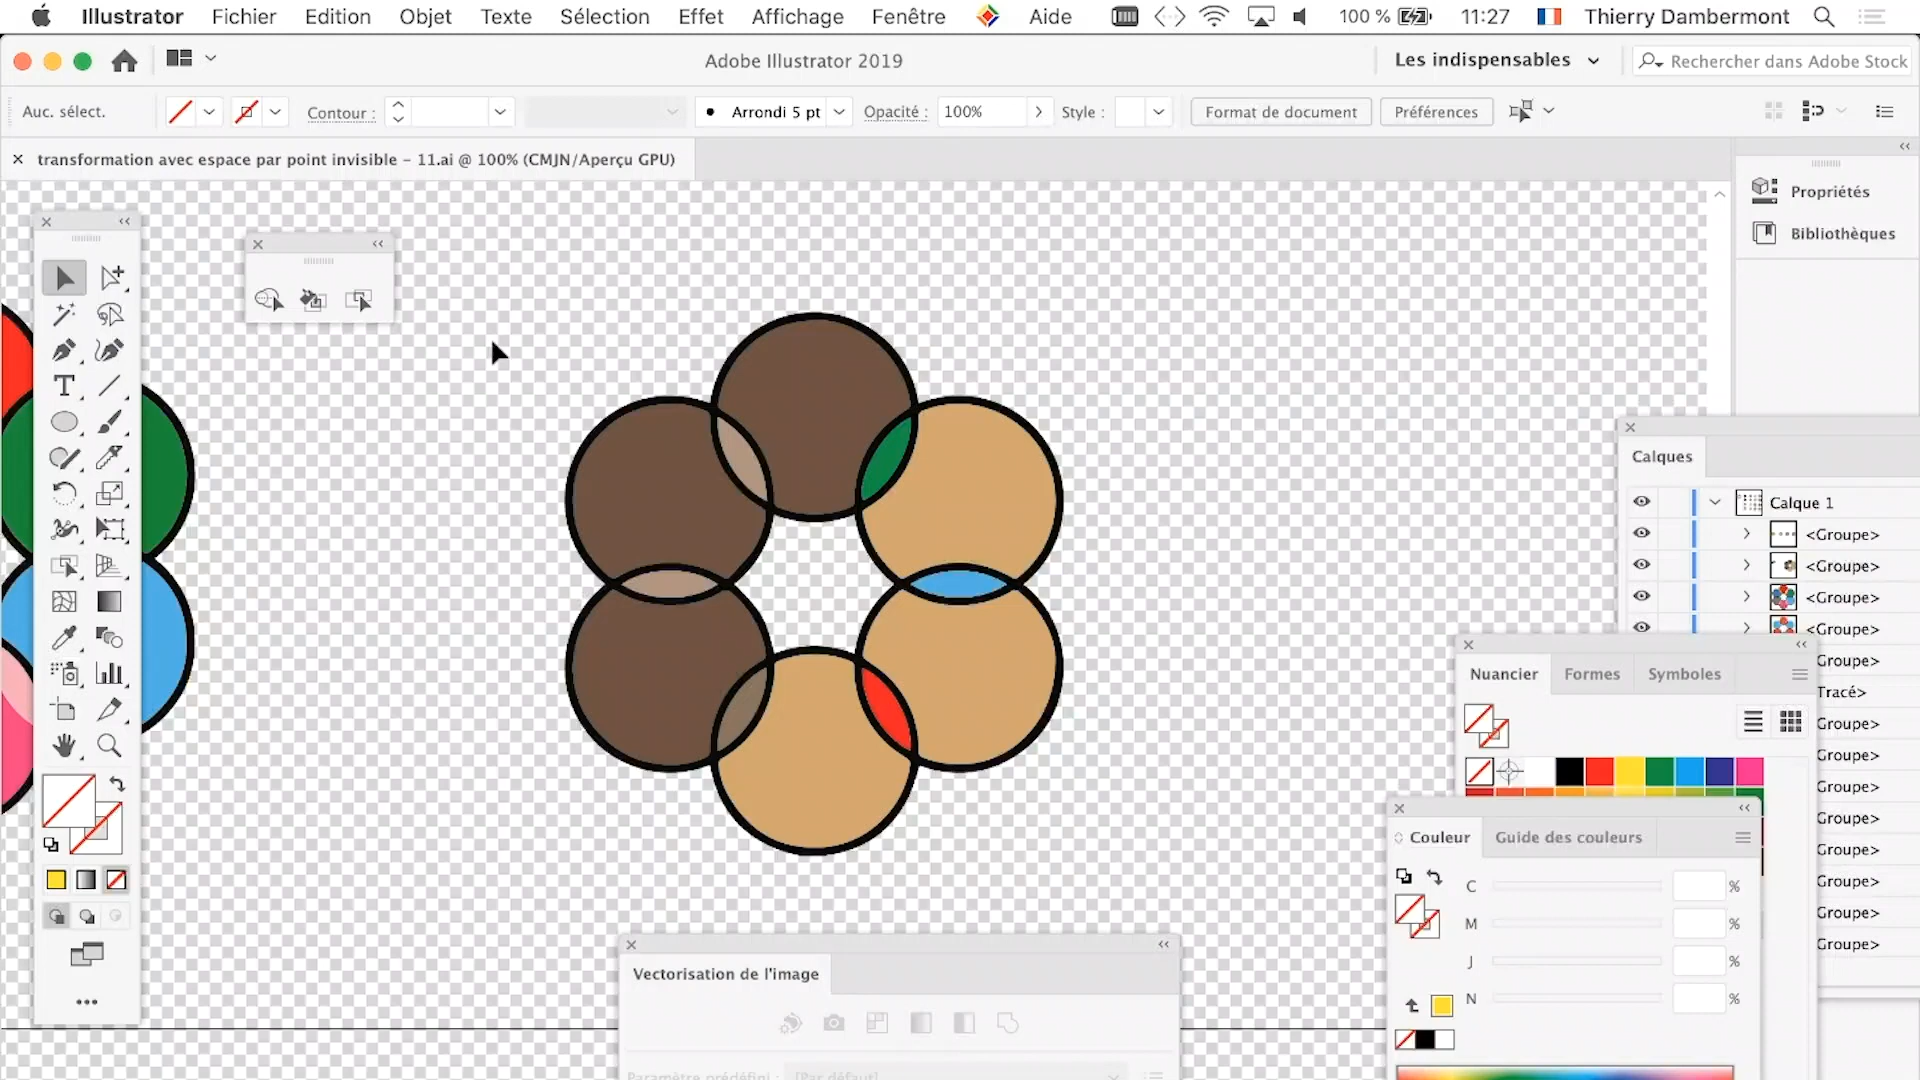 Illustrator Fichier Edition Objet Texte Sélection Effet Affichage Fenêtre Aide 100 % 11:27 Thierry Dambermont
Adobe Illustrator 2019 Les indispensables Rechercher dans Adobe Stock
Auc. sélect. Contour : Arrondi 5 pt Opacité : 100% Style : Format de document Préférences
transformation avec espace par point invisible – 11.ai @ 100% (CMJN/Aperçu GPU)
Propriétés
Bibliothèques
Calques
Calque 1
<Groupe>
<Groupe>
<Groupe>
<Groupe>
Groupe>
Tracé>
Groupe>
Groupe>
Groupe>
Groupe>
Groupe>
Groupe>
Groupe>
Groupe>
Nuancier Formes Symboles
Couleur Guide des couleurs
C %
M %
J %
N %
Vectorisation de l'image
Paramètre prédéfini : [Par défaut]